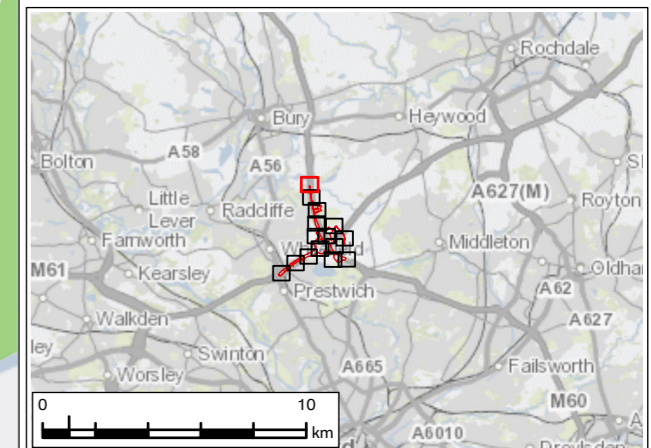 Rochdale
Bury
Heywood
A58
Bolton
A56
A627(M)
Little
Lever
Radcliffe
Royton
Farnworth
Middleton
M61
Kearsley
Oldha
A62
Prestwich
Walkden
A627
ley
Swinton
A665
Failsworth
Worsley
M60
0
10
km
A6010